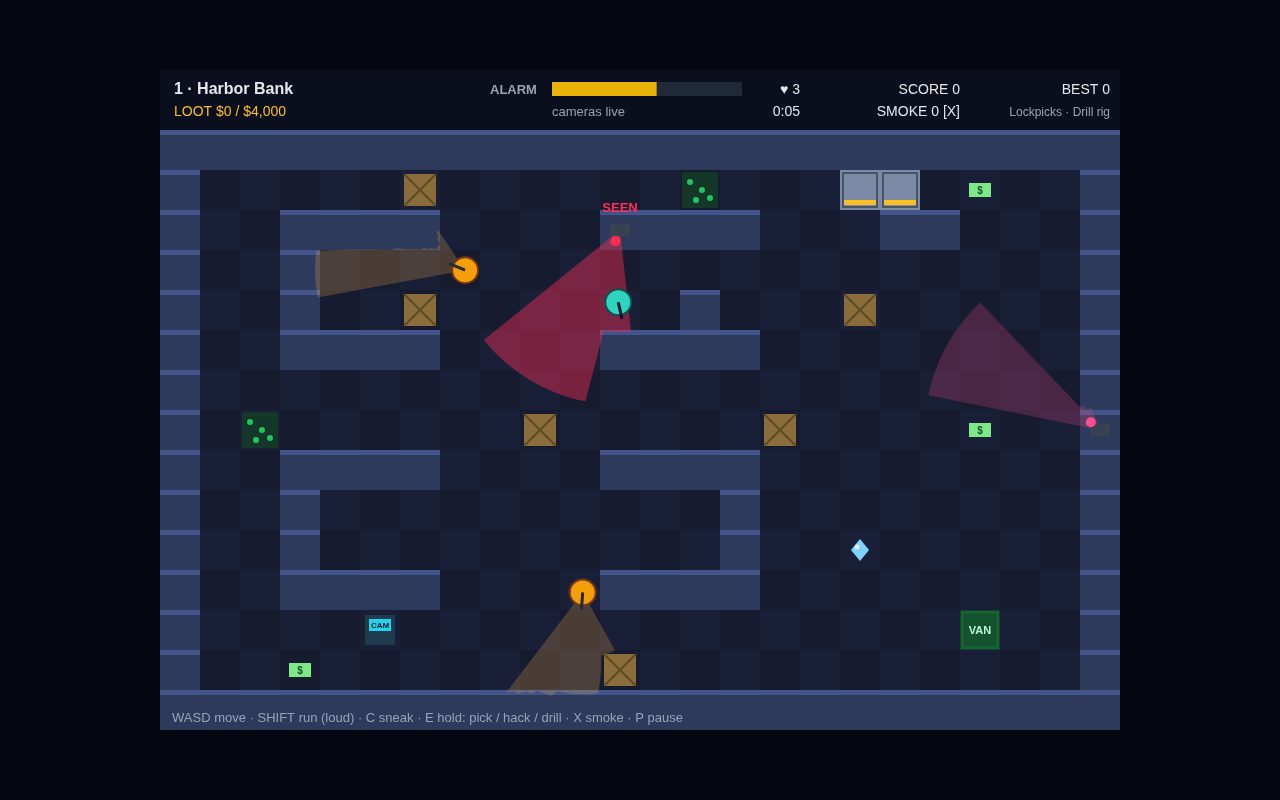 1 · Harbor Bank
ALARM
♥ 3
SCORE 0
BEST 0
LOOT $0 / $4,000
cameras live
0:05
SMOKE 0 [X]
Lockpicks · Drill rig
$
SEEN
$
CAM
VAN
$
WASD move · SHIFT run (loud) · C sneak · E hold: pick / hack / drill · X smoke · P pause